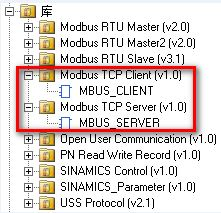 库
Modbus RTU Master (v2.0)
Modbus RTU Master2 (v2.0)
Modbus RTU Slave (v3.1)
Modbus TCP Client (v1.0)
MBUS_CLIENT
Modbus TCP Server (v1.0)
MBUS_SERVER
Open User Communication (v1.0)
PN Read Write Record (v1.0)
SINAMICS Control (v1.0)
SINAMICS_Parameter (v1.0)
USS Protocol (v2.1)